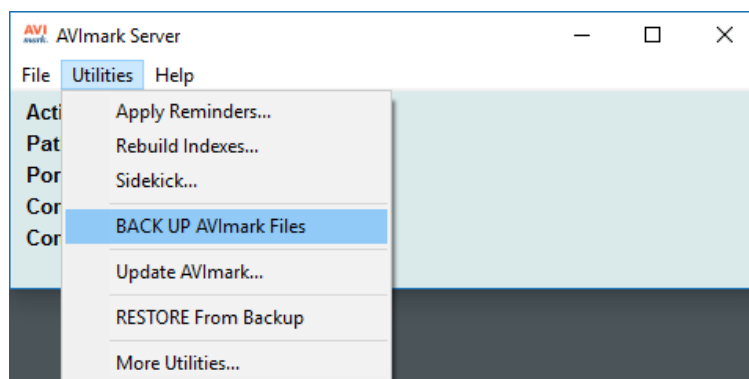 AVI mark. AVImark Server
File Utilities Help
Acti
Apply Reminders...
Pat
Rebuild Indexes...
Por
Sidekick...
Cor
BACK UP AVImark Files
Cor
Update AVImark...
RESTORE From Backup
More Utilities...